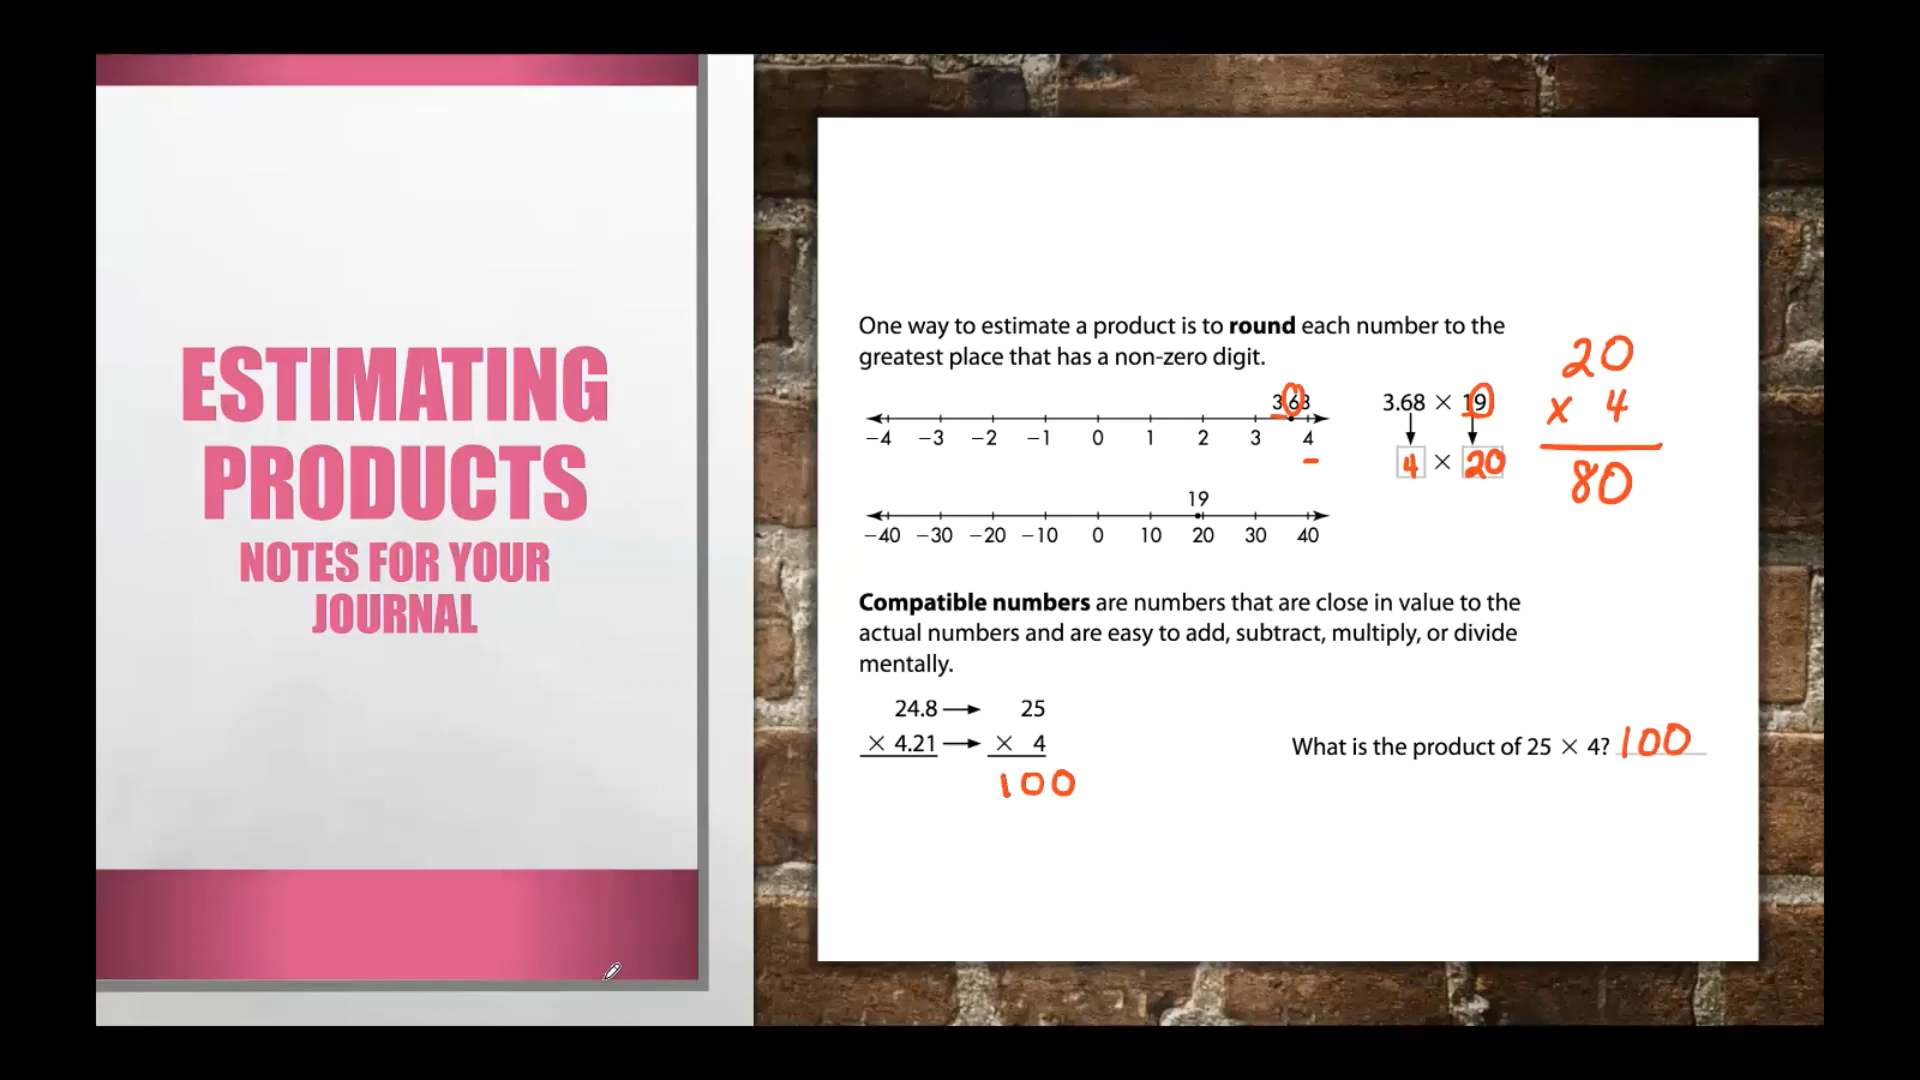 ESTIMATING
PRODUCTS
NOTES FOR YOUR
JOURNAL
One way to estimate a product is to round each number to the
greatest place that has a non-zero digit.
3.68
−4 −3 −2 −1 0 1 2 3 4
3.68 × 19
4 × 20
20
x 4
80
19
−40 −30 −20 −10 0 10 20 30 40
Compatible numbers are numbers that are close in value to the
actual numbers and are easy to add, subtract, multiply, or divide
mentally.
24.8 → 25
× 4.21 → × 4
100
What is the product of 25 × 4? 100